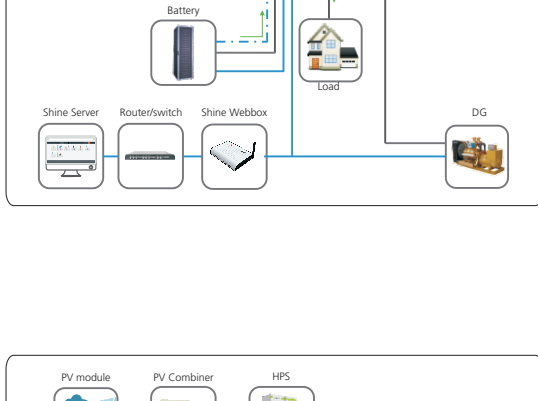 Battery
Load
Shine Server Router/switch Shine Webbox DG
PV module PV Combiner HPS